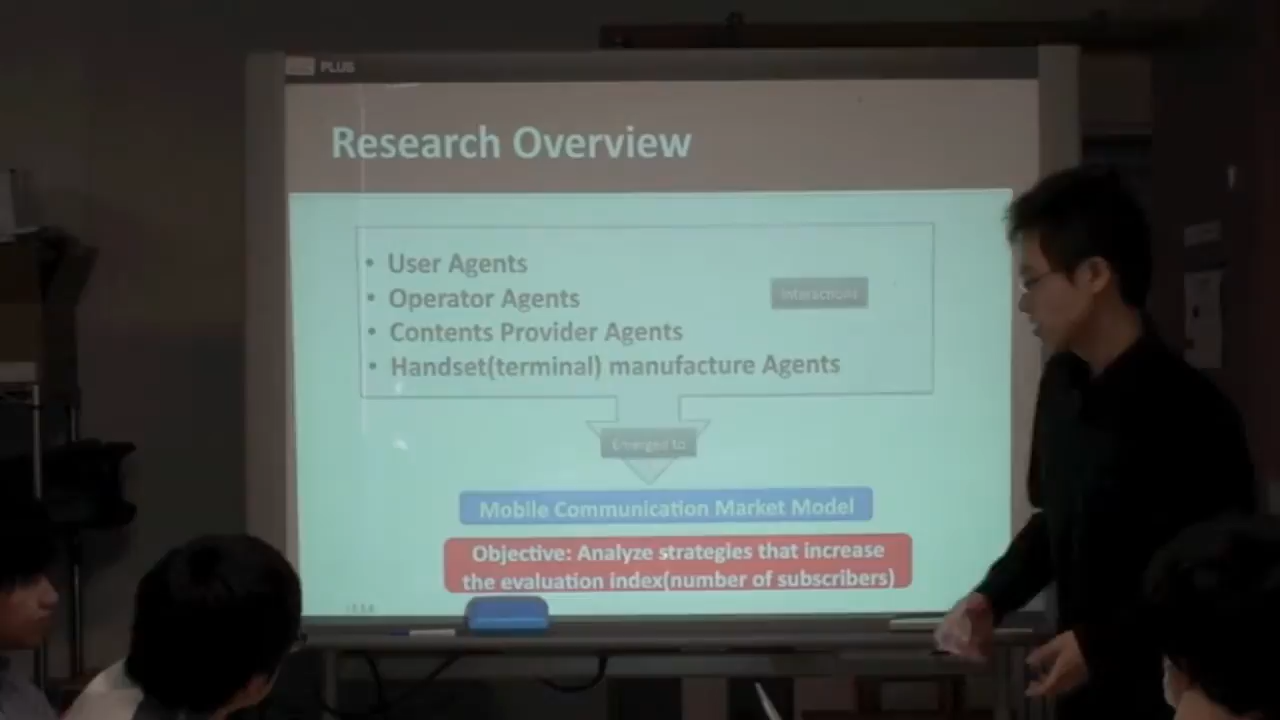 PLUS
Research Overview
• User Agents
• Operator Agents
Interactions
• Contents Provider Agents
• Handset(terminal) manufacture Agents
Emerged to
Mobile Communication Market Model
Objective: Analyze strategies that increase
the evaluation index(number of subscribers)